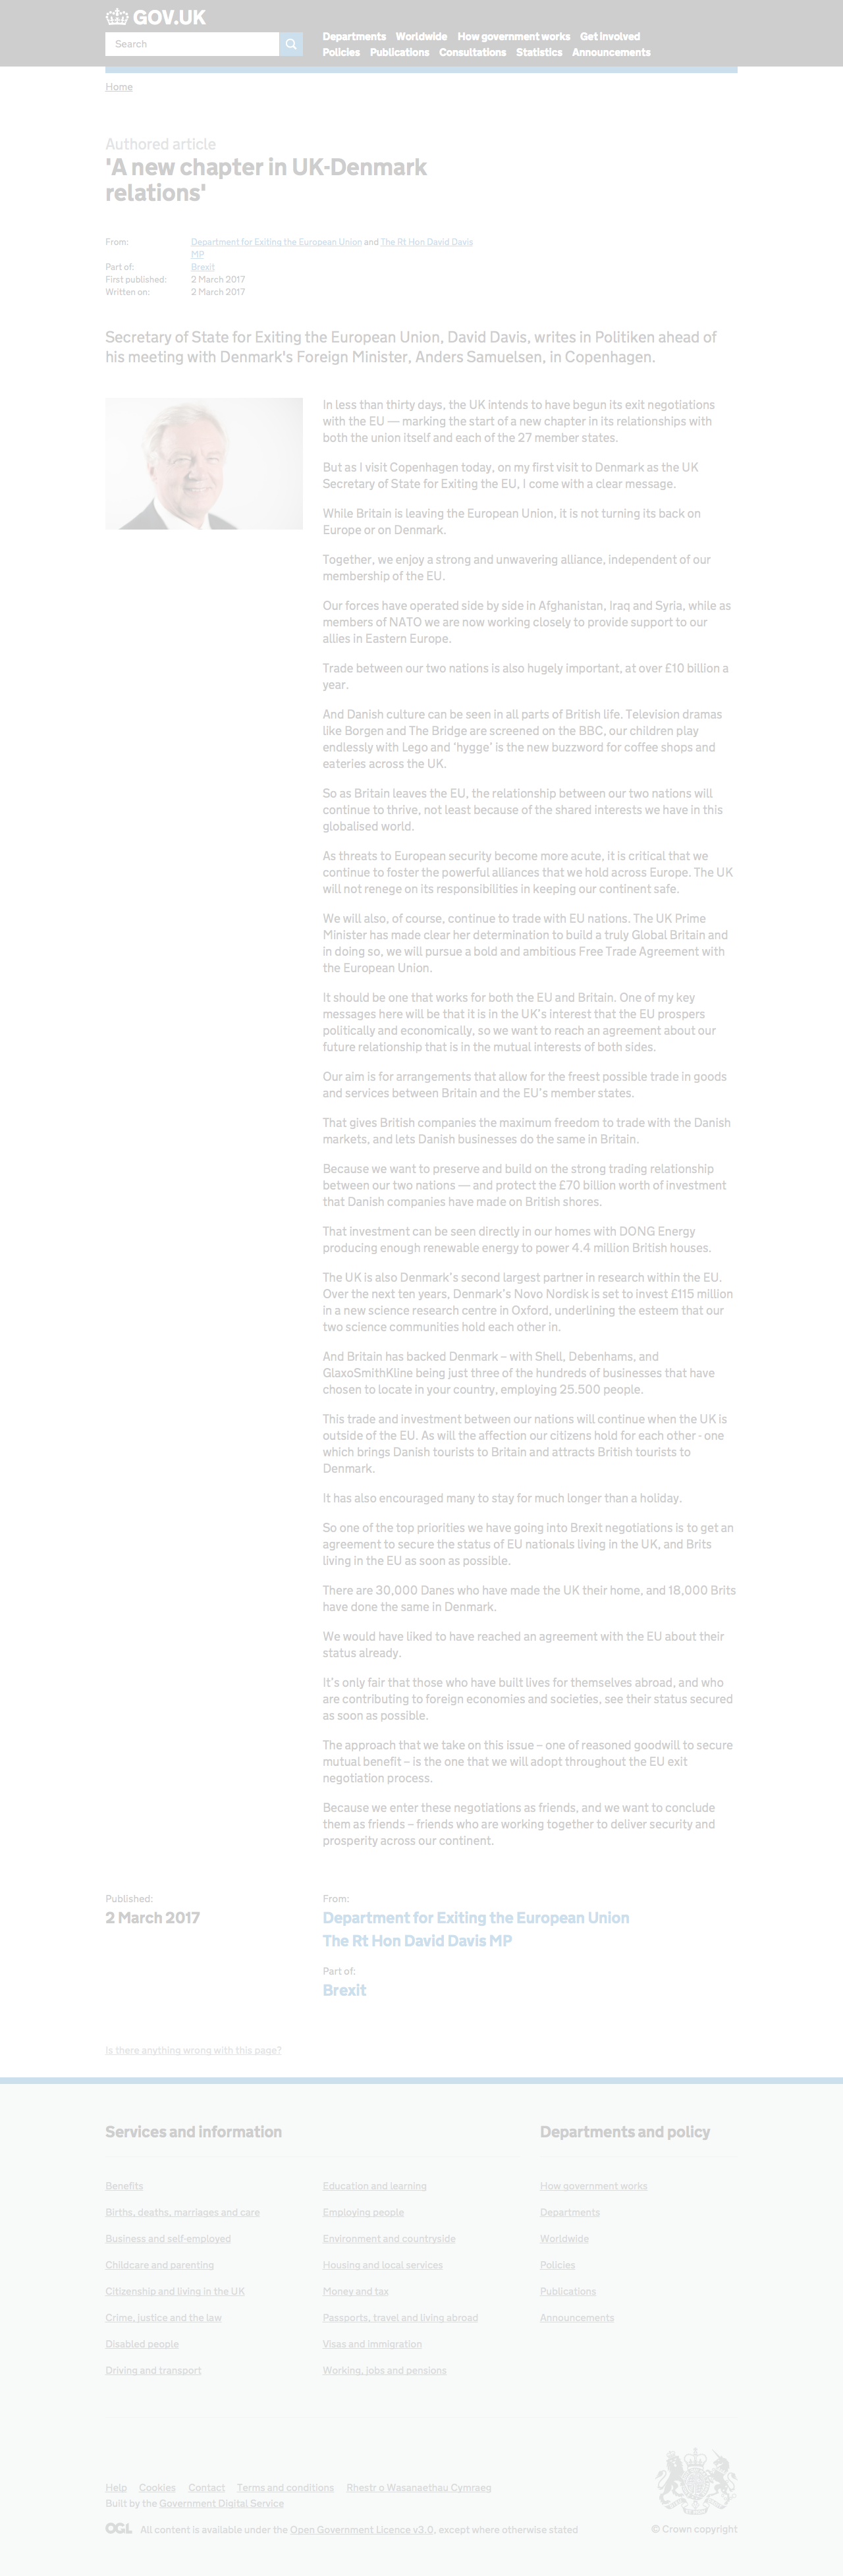 GOV.UK
Search
Departments Worldwide How government works Get involved
Policies Publications Consultations Statistics Announcements
Home
Authored article
'A new chapter in UK-Denmark
relations'
From: Department for Exiting the European Union and The Rt Hon David Davis
MP
Part of: Brexit
First published: 2 March 2017
Written on: 2 March 2017
Secretary of State for Exiting the European Union, David Davis, writes in Politiken ahead of
his meeting with Denmark's Foreign Minister, Anders Samuelsen, in Copenhagen.
In less than thirty days, the UK intends to have begun its exit negotiations
with the EU — marking the start of a new chapter in its relationships with
both the union itself and each of the 27 member states.
But as I visit Copenhagen today, on my first visit to Denmark as the UK
Secretary of State for Exiting the EU, I come with a clear message.
While Britain is leaving the European Union, it is not turning its back on
Europe or on Denmark.
Together, we enjoy a strong and unwavering alliance, independent of our
membership of the EU.
Our forces have operated side by side in Afghanistan, Iraq and Syria, while as
members of NATO we are now working closely to provide support to our
allies in Eastern Europe.
Trade between our two nations is also hugely important, at over £10 billion a
year.
And Danish culture can be seen in all parts of British life. Television dramas
like Borgen and The Bridge are screened on the BBC, our children play
endlessly with Lego and 'hygge' is the new buzzword for coffee shops and
eateries across the UK.
So as Britain leaves the EU, the relationship between our two nations will
continue to thrive, not least because of the shared interests we have in this
globalised world.
As threats to European security become more acute, it is critical that we
continue to foster the powerful alliances that we hold across Europe. The UK
will not renege on its responsibilities in keeping our continent safe.
We will also, of course, continue to trade with EU nations. The UK Prime
Minister has made clear her determination to build a truly Global Britain and
in doing so, we will pursue a bold and ambitious Free Trade Agreement with
the European Union.
It should be one that works for both the EU and Britain. One of my key
messages here will be that it is in the UK's interest that the EU prospers
politically and economically, so we want to reach an agreement about our
future relationship that is in the mutual interests of both sides.
Our aim is for arrangements that allow for the freest possible trade in goods
and services between Britain and the EU's member states.
That gives British companies the maximum freedom to trade with the Danish
markets, and lets Danish businesses do the same in Britain.
Because we want to preserve and build on the strong trading relationship
between our two nations — and protect the £70 billion worth of investment
that Danish companies have made on British shores.
That investment can be seen directly in our homes with DONG Energy
producing enough renewable energy to power 4.4 million British houses.
The UK is also Denmark's second largest partner in research within the EU.
Over the next ten years, Denmark's Novo Nordisk is set to invest £115 million
in a new science research centre in Oxford, underlining the esteem that our
two science communities hold each other in.
And Britain has backed Denmark – with Shell, Debenhams, and
GlaxoSmithKline being just three of the hundreds of businesses that have
chosen to locate in your country, employing 25.500 people.
This trade and investment between our nations will continue when the UK is
outside of the EU. As will the affection our citizens hold for each other - one
which brings Danish tourists to Britain and attracts British tourists to
Denmark.
It has also encouraged many to stay for much longer than a holiday.
So one of the top priorities we have going into Brexit negotiations is to get an
agreement to secure the status of EU nationals living in the UK, and Brits
living in the EU as soon as possible.
There are 30,000 Danes who have made the UK their home, and 18,000 Brits
have done the same in Denmark.
We would have liked to have reached an agreement with the EU about their
status already.
It's only fair that those who have built lives for themselves abroad, and who
are contributing to foreign economies and societies, see their status secured
as soon as possible.
The approach that we take on this issue – one of reasoned goodwill to secure
mutual benefit – is the one that we will adopt throughout the EU exit
negotiation process.
Because we enter these negotiations as friends, and we want to conclude
them as friends – friends who are working together to deliver security and
prosperity across our continent.
Published:
2 March 2017
From:
Department for Exiting the European Union
The Rt Hon David Davis MP
Part of:
Brexit
Is there anything wrong with this page?
Services and information
Benefits
Births, deaths, marriages and care
Business and self-employed
Childcare and parenting
Citizenship and living in the UK
Crime, justice and the law
Disabled people
Driving and transport
Education and learning
Employing people
Environment and countryside
Housing and local services
Money and tax
Passports, travel and living abroad
Visas and immigration
Working, jobs and pensions
Departments and policy
How government works
Departments
Worldwide
Policies
Publications
Announcements
Help Cookies Contact Terms and conditions Rhestr o Wasanaethau Cymraeg
Built by the Government Digital Service
OGL All content is available under the Open Government Licence v3.0, except where otherwise stated
© Crown copyright